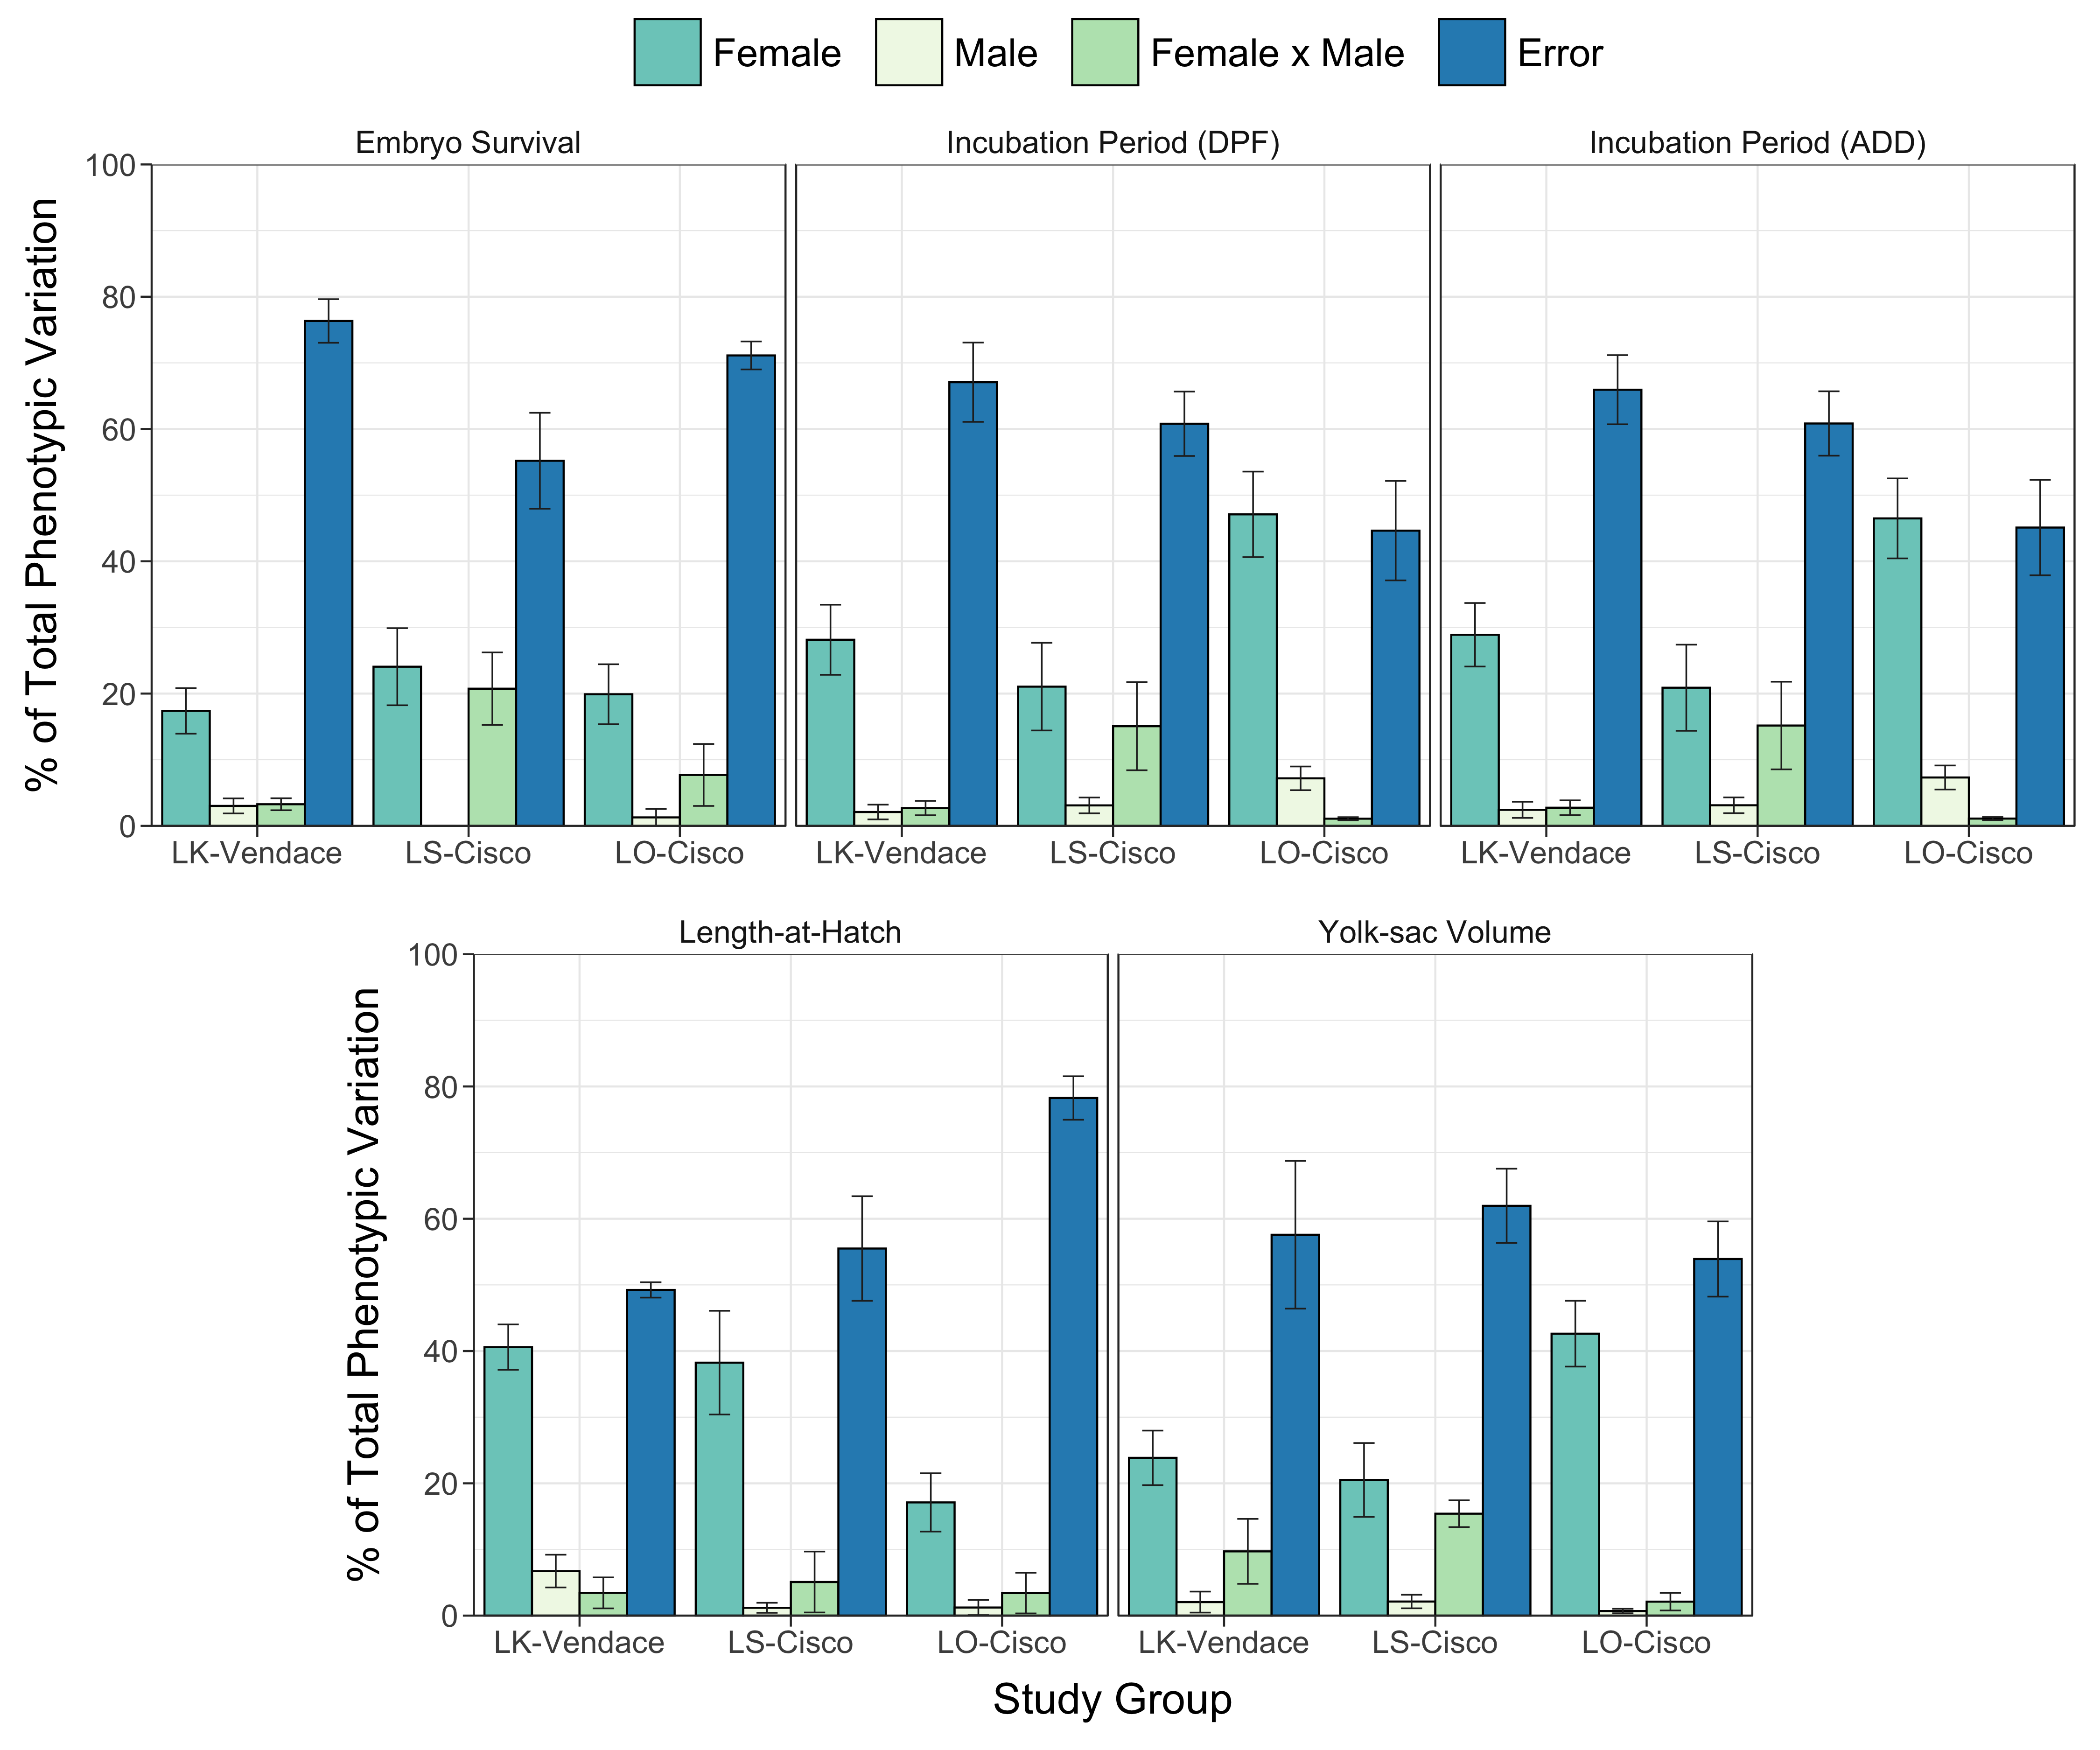 Female Male Female x Male Error
Embryo Survival Incubation Period (DPF) Incubation Period (ADD)
% of Total Phenotypic Variation
100
80
60
40
20
0
LK-Vendace LS-Cisco LO-Cisco LK-Vendace LS-Cisco LO-Cisco LK-Vendace LS-Cisco LO-Cisco
Length-at-Hatch Yolk-sac Volume
% of Total Phenotypic Variation
100
80
60
40
20
0
LK-Vendace LS-Cisco LO-Cisco LK-Vendace LS-Cisco LO-Cisco
Study Group